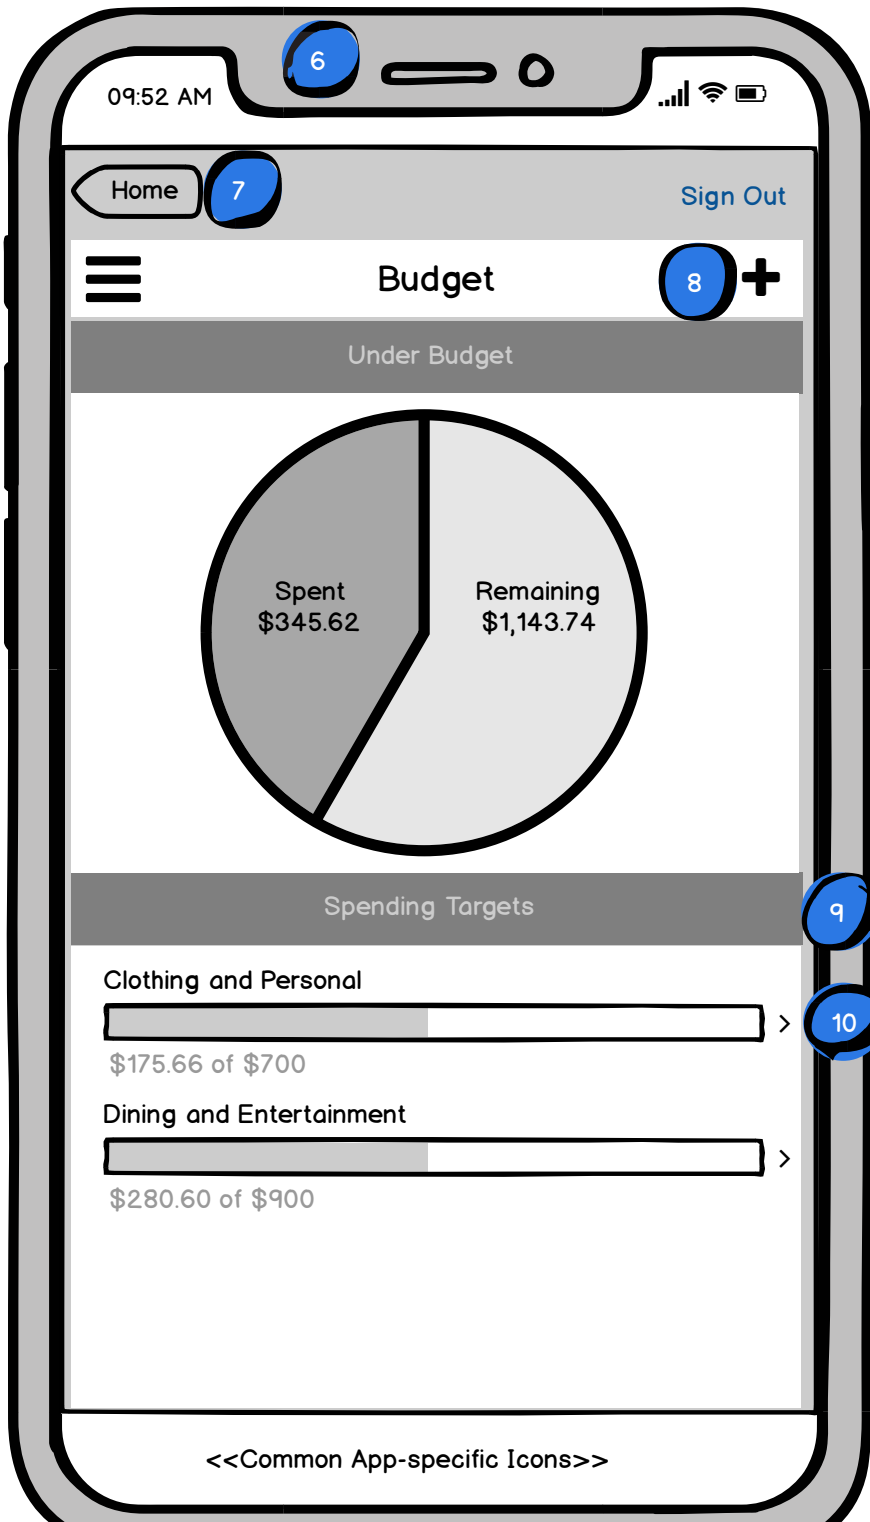 6
09:52 AM
Home
7
Sign Out
Budget
8
Under Budget
Spent
$345.62
Remaining
$1,143.74
Spending Targets
9
Clothing and Personal
10
$175.66 of $700
Dining and Entertainment
$280.60 of $900
<<Common App-specific Icons>>